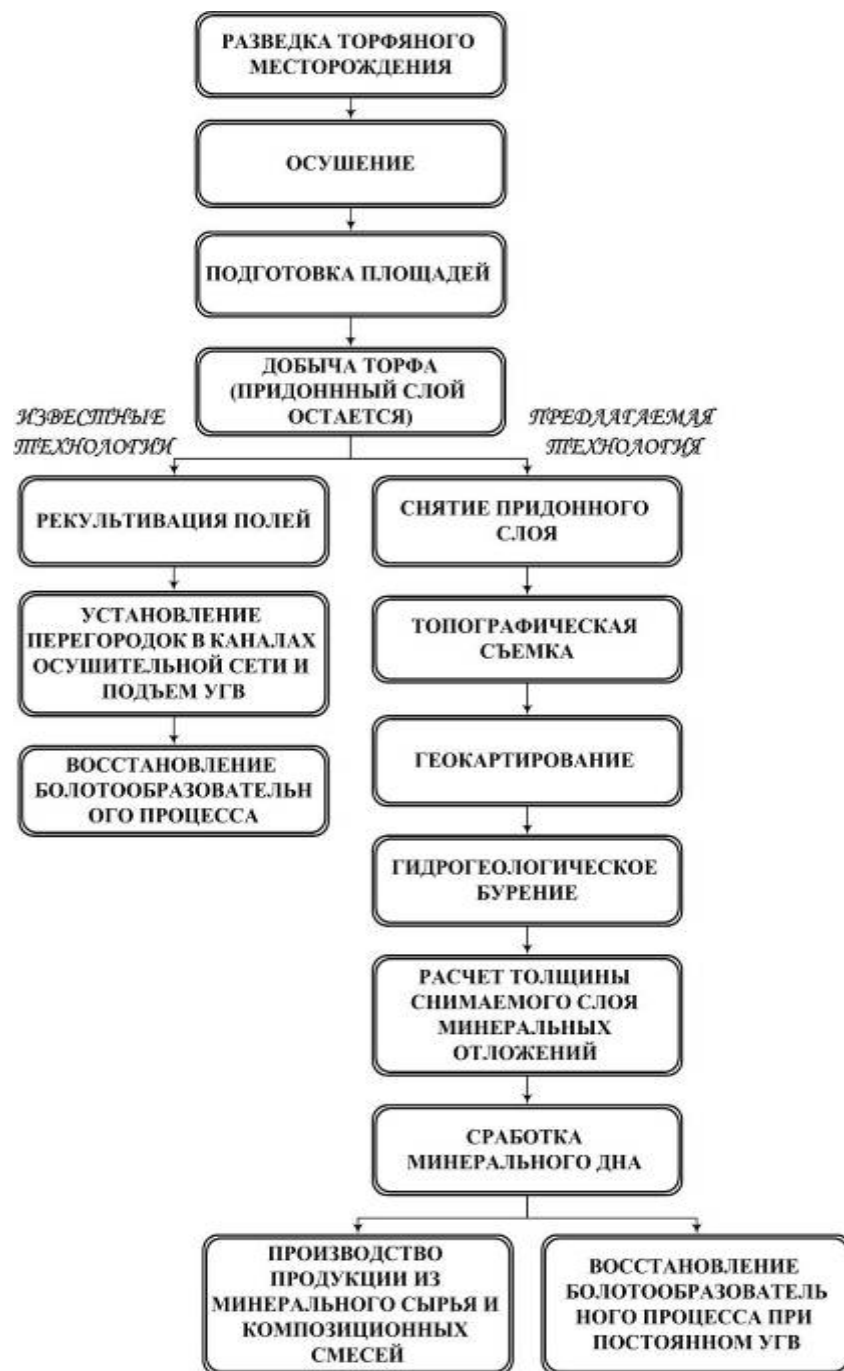 РАЗВЕДКА ТОРФЯНОГО
МЕСТОРОЖДЕНИЯ
ОСУШЕНИЕ
ПОДГОТОВКА ПЛОЩАДЕЙ
ДОБЫЧА ТОРФА
(ПРИДОНННЫЙ СЛОЙ
ОСТАЕТСЯ)
ИЗВЕСТНЫЕ
ТЕХНОЛОГИИ
РЕКУЛЬТИВАЦИЯ ПОЛЕЙ
УСТАНОВЛЕНИЕ
ПЕРЕГОРОДОК В КАНАЛАХ
ОСУШИТЕЛЬНОЙ СЕТИ И
ПОДЪЕМ УГВ
ВОССТАНОВЛЕНИЕ
БОЛОТООБРАЗОВАТЕЛЬН
ОГО ПРОЦЕССА
ПРЕДЛАГАЕМАЯ
ТЕХНОЛОГИЯ
СНЯТИЕ ПРИДОННОГО
СЛОЯ
ТОПОГРАФИЧЕСКАЯ
СЪЕМКА
ГЕОКАРТИРОВАНИЕ
ГИДРОГЕОЛОГИЧЕСКОЕ
БУРЕНИЕ
РАСЧЕТ ТОЛЩИНЫ
СНИМАЕМОГО СЛОЯ
МИНЕРАЛЬНЫХ
ОТЛОЖЕНИЙ
СРАБОТКА
МИНЕРАЛЬНОГО ДНА
ПРОИЗВОДСТВО
ПРОДУКЦИИ ИЗ
МИНЕРАЛЬНОГО СЫРЬЯ И
КОМПОЗИЦИОННЫХ
СМЕСЕЙ
ВОССТАНОВЛЕНИЕ
БОЛОТООБРАЗОВАТЕЛЬ
НОГО ПРОЦЕССА ПРИ
ПОСТОЯННОМ УГВ